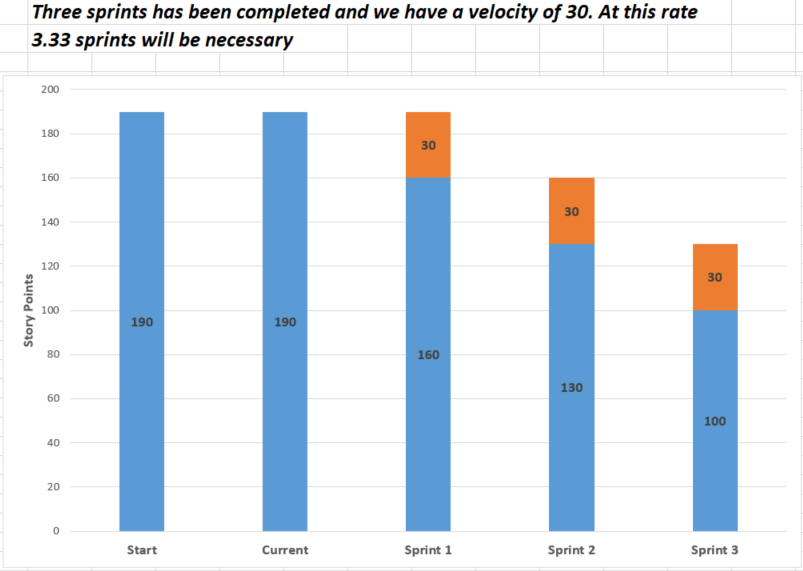 Three sprints has been completed and we have a velocity of 30. At this rate
3.33 sprints will be necessary
200
180
160
140
120
100
80
60
40
20
0
Story Points
190
190
30
160
30
130
30
100
Start
Current
Sprint 1
Sprint 2
Sprint 3